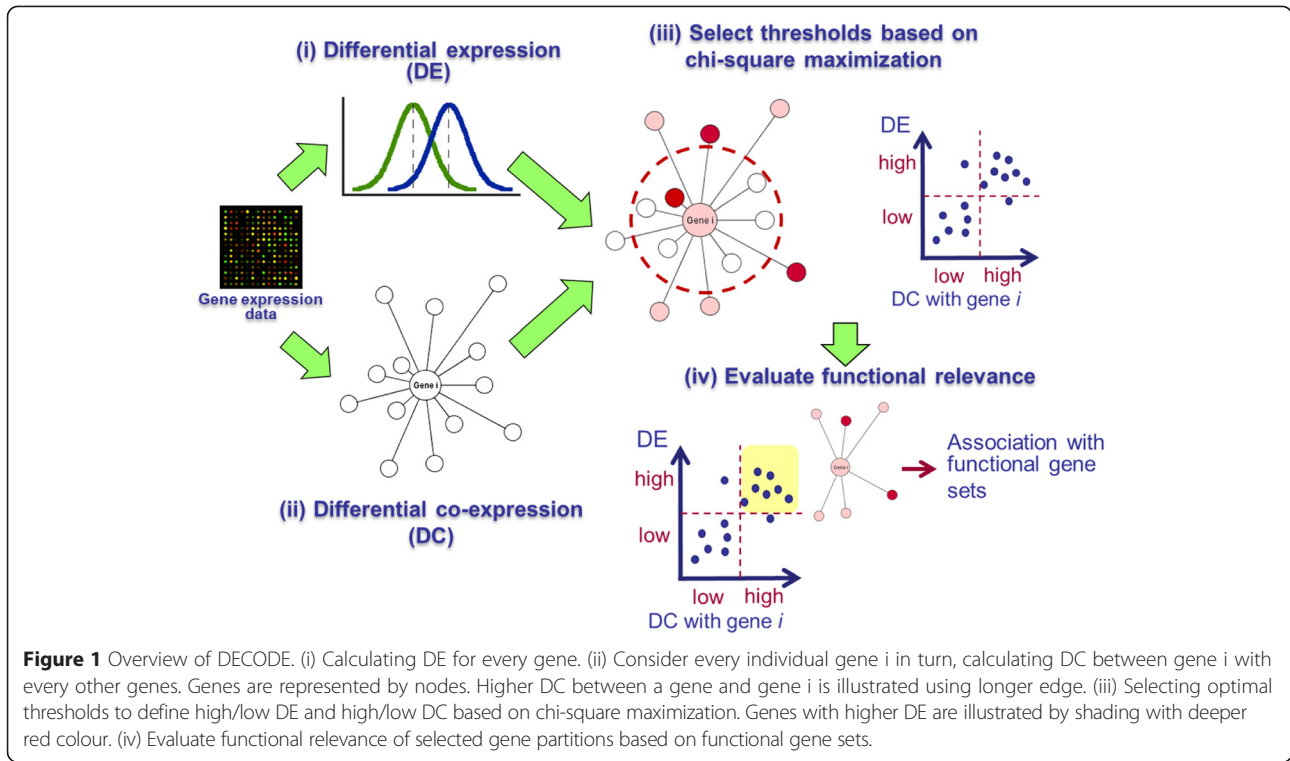 (i) Differential expression
(DE)
Gene expression
data
Gene i
(ii) Differential co-expression
(DC)
(iii) Select thresholds based on
chi-square maximization
Gene i
DE
high
low
low high
DC with gene i
(iv) Evaluate functional relevance
DE
high
low
low high
DC with gene i
Gene i
Association with
functional gene
sets
Figure 1 Overview of DECODE. (i) Calculating DE for every gene. (ii) Consider every individual gene i in turn, calculating DC between gene i with
every other genes. Genes are represented by nodes. Higher DC between a gene and gene i is illustrated using longer edge. (iii) Selecting optimal
thresholds to define high/low DE and high/low DC based on chi-square maximization. Genes with higher DE are illustrated by shading with deeper
red colour. (iv) Evaluate functional relevance of selected gene partitions based on functional gene sets.